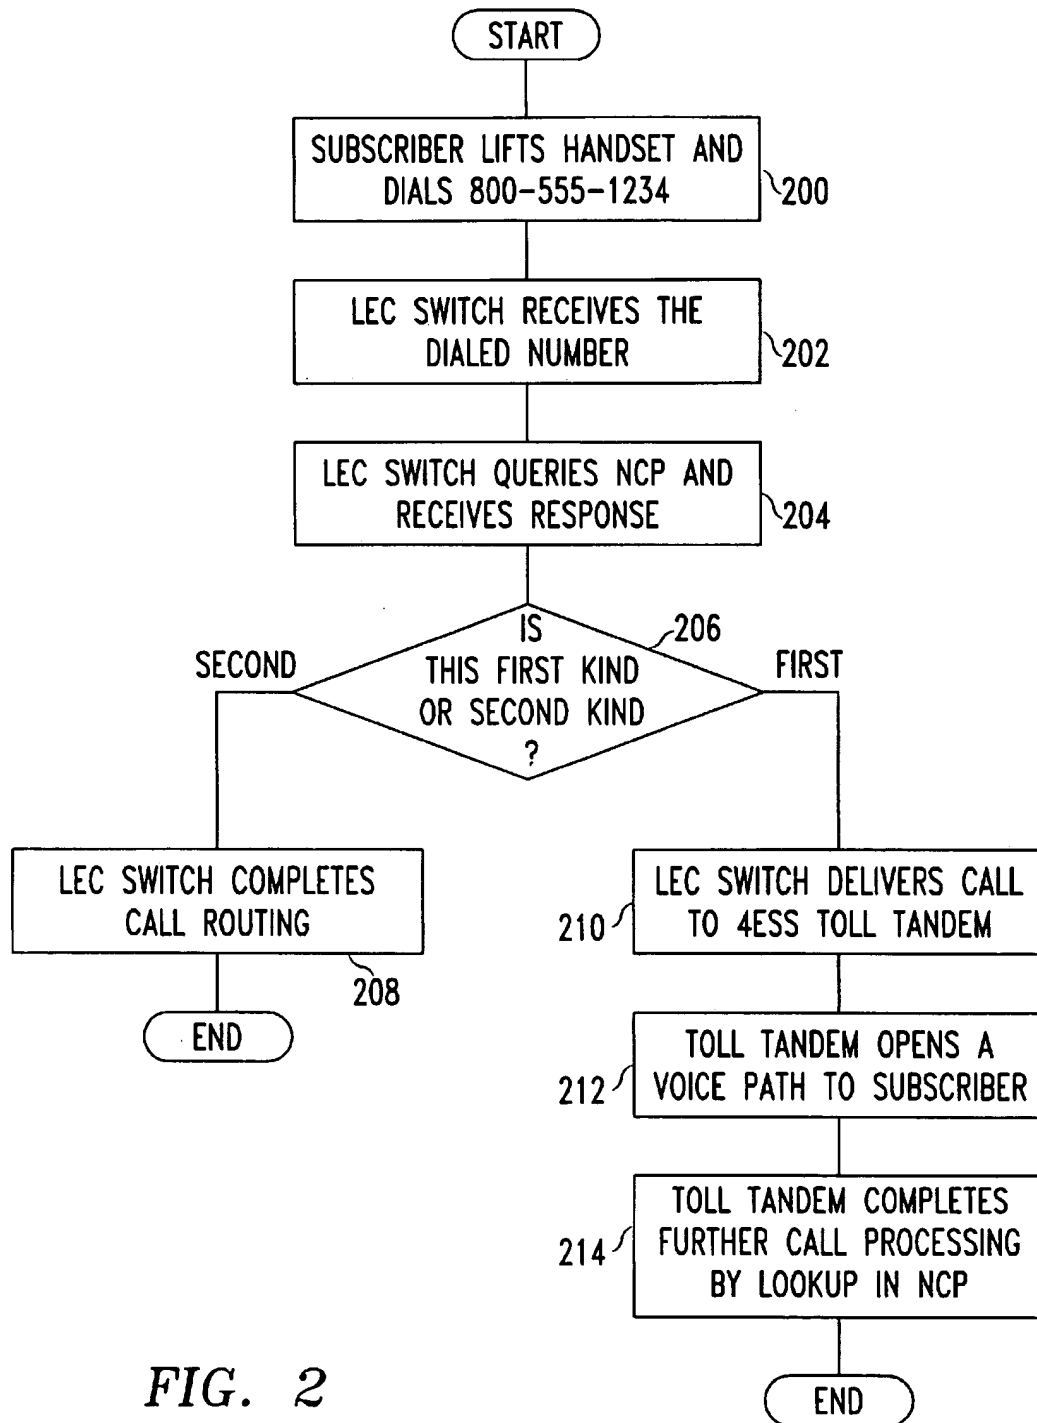 START
SUBSCRIBER LIFTS HANDSET AND
DIALS 800-555-1234
200
LEC SWITCH RECEIVES THE
DIALED NUMBER
202
LEC SWITCH QUERIES NCP AND
RECEIVES RESPONSE
204
IS
THIS FIRST KIND
OR SECOND KIND
?
206
SECOND
FIRST
LEC SWITCH COMPLETES
CALL ROUTING
208
END
LEC SWITCH DELIVERS CALL
TO 4ESS TOLL TANDEM
210
TOLL TANDEM OPENS A
VOICE PATH TO SUBSCRIBER
212
TOLL TANDEM COMPLETES
FURTHER CALL PROCESSING
BY LOOKUP IN NCP
214
END
FIG. 2